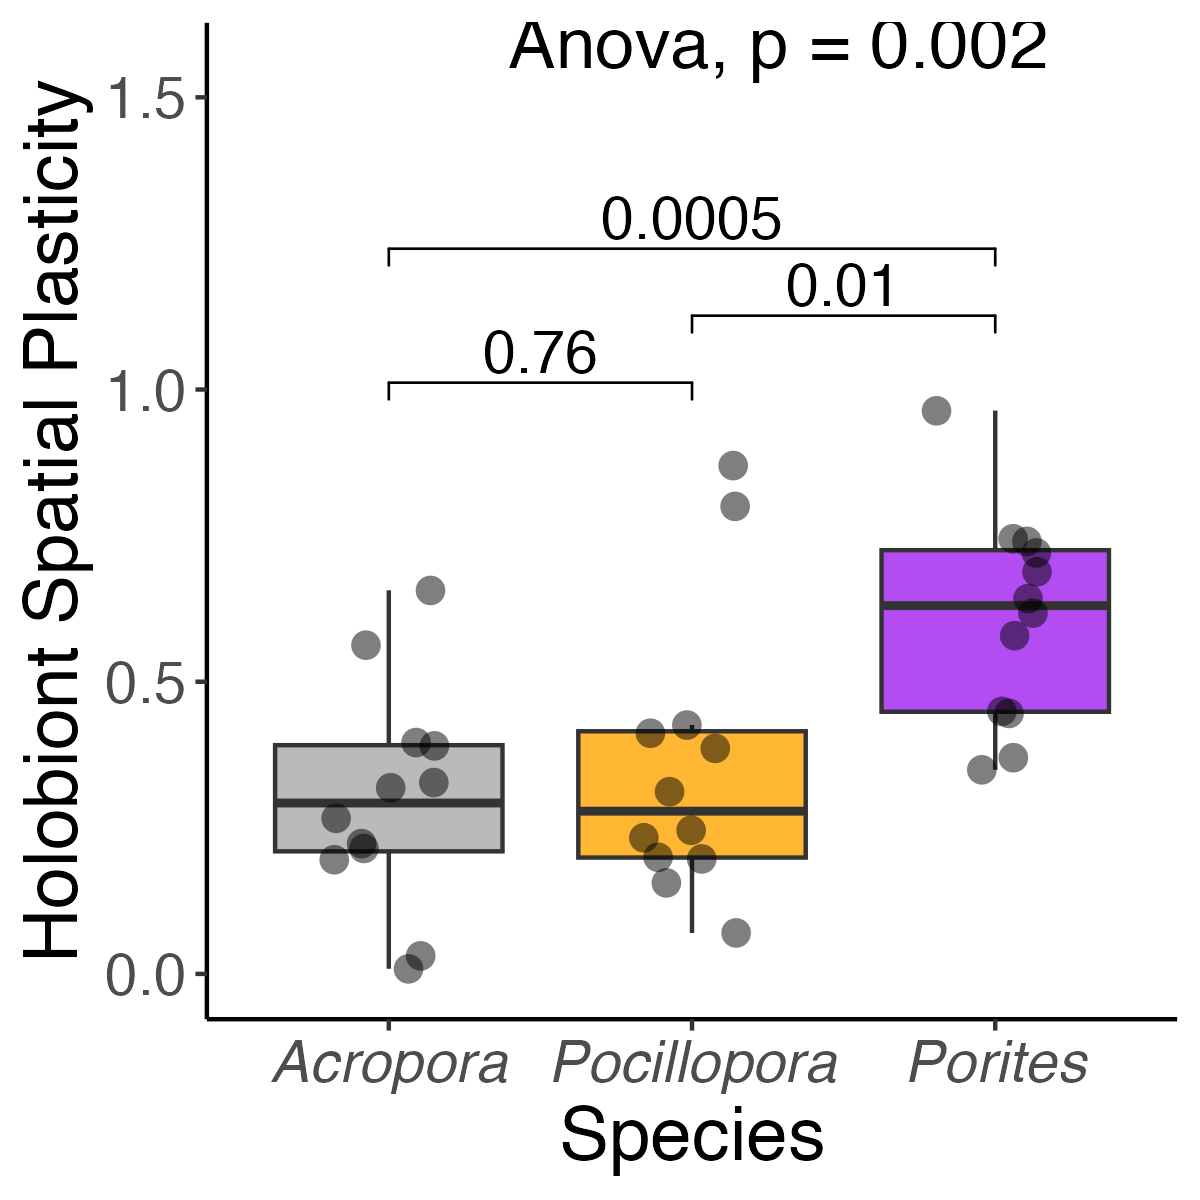 Anova, p = 0.002
Holobiont Spatial Plasticity
1.5
1.0
0.5
0.0
0.0005
0.01
0.76
Acropora Pocillopora Porites
Species